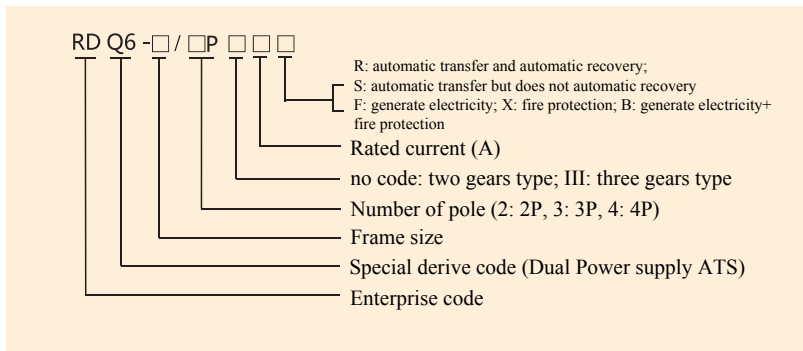 RD Q6 -□ / □P □ □ □
R: automatic transfer and automatic recovery;
S: automatic transfer but does not automatic recovery
F: generate electricity; X: fire protection; B: generate electricity+
fire protection
Rated current (A)
no code: two gears type; III: three gears type
Number of pole (2: 2P, 3: 3P, 4: 4P)
Frame size
Special derive code (Dual Power supply ATS)
Enterprise code